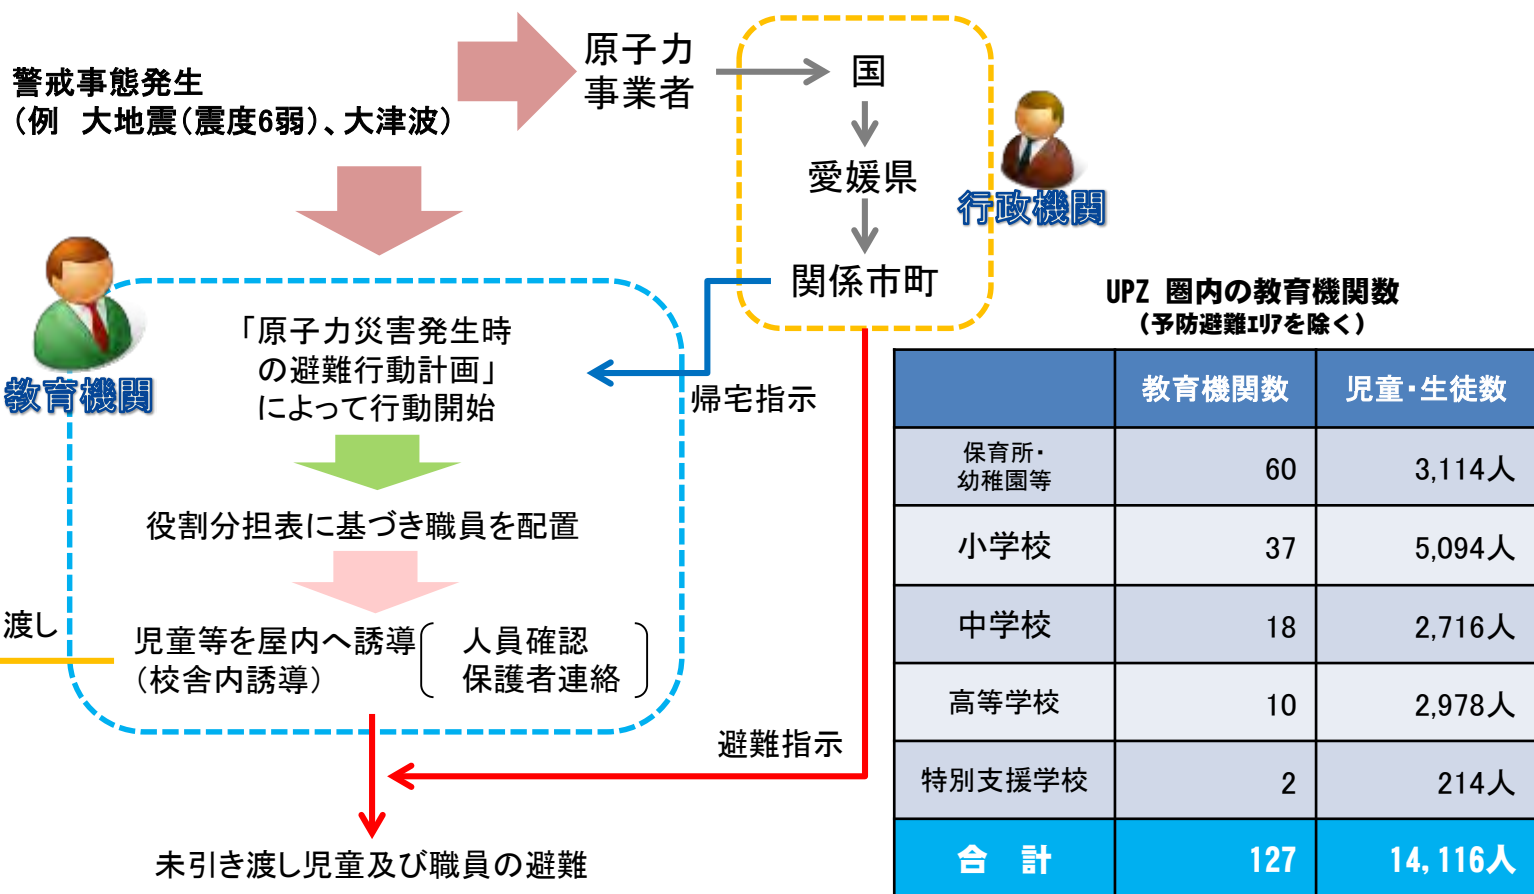 警戒事態発生
(例　大地震(震度6弱)、大津波)
原子力
事業者
国
愛媛県
関係市町
行政機関
教育機関
「原子力災害発生時
の避難行動計画」
によって行動開始
帰宅指示
役割分担表に基づき職員を配置
渡し
児童等を屋内へ誘導
(校舎内誘導)
人員確認
保護者連絡
避難指示
未引き渡し児童及び職員の避難
UPZ 圏内の教育機関数
(予防避難ｴﾘｱを除く)
教育機関数 児童・生徒数
保育所・
幼稚園等 60 3,114人
小学校 37 5,094人
中学校 18 2,716人
高等学校 10 2,978人
特別支援学校 2 214人
合　計 127 14,116人